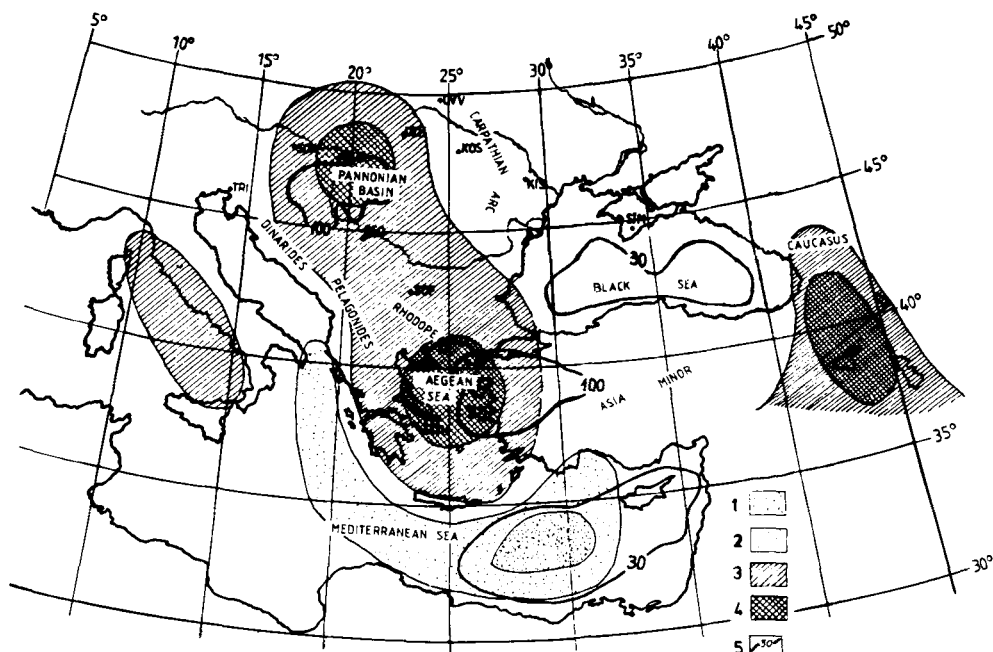 5°
10°
15°
20°
25°
30°
35°
40°
45°
50°
LVV
KOS
CARPATHIAN
ARC
KIS
45°
PANNONIAN
BASIN
TRI
SIM
100
DINARIDES
CAUCASUS
30
BLACK SEA
40°
PELAGONIDES
RHODOPE
AEGEAN
SEA
100
ASIA MINOR
35°
MEDITERRANEAN SEA
30
30°
1
2
3
4
5